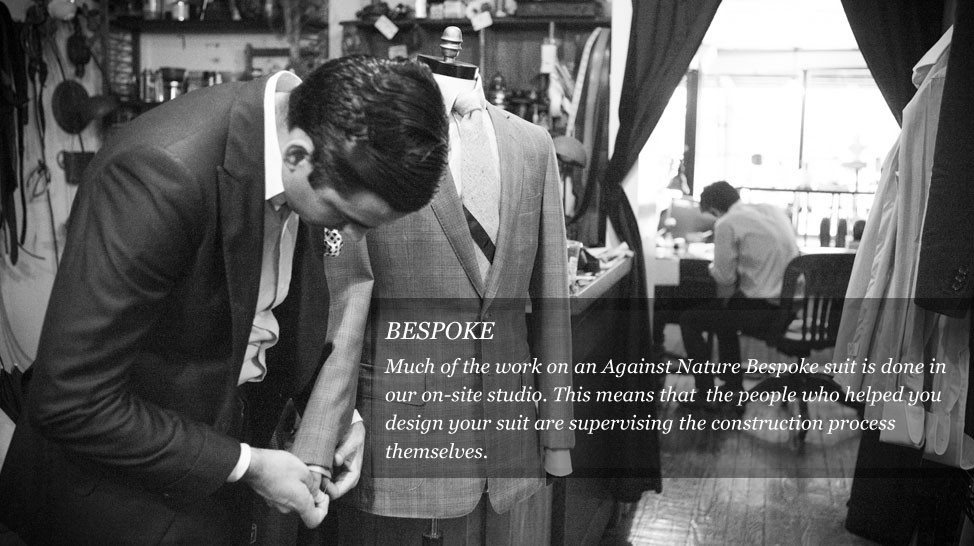 BESPOKE
Much of the work on an Against Nature Bespoke suit is done in
our on-site studio. This means that  the people who helped you
design your suit are supervising the construction process
themselves.